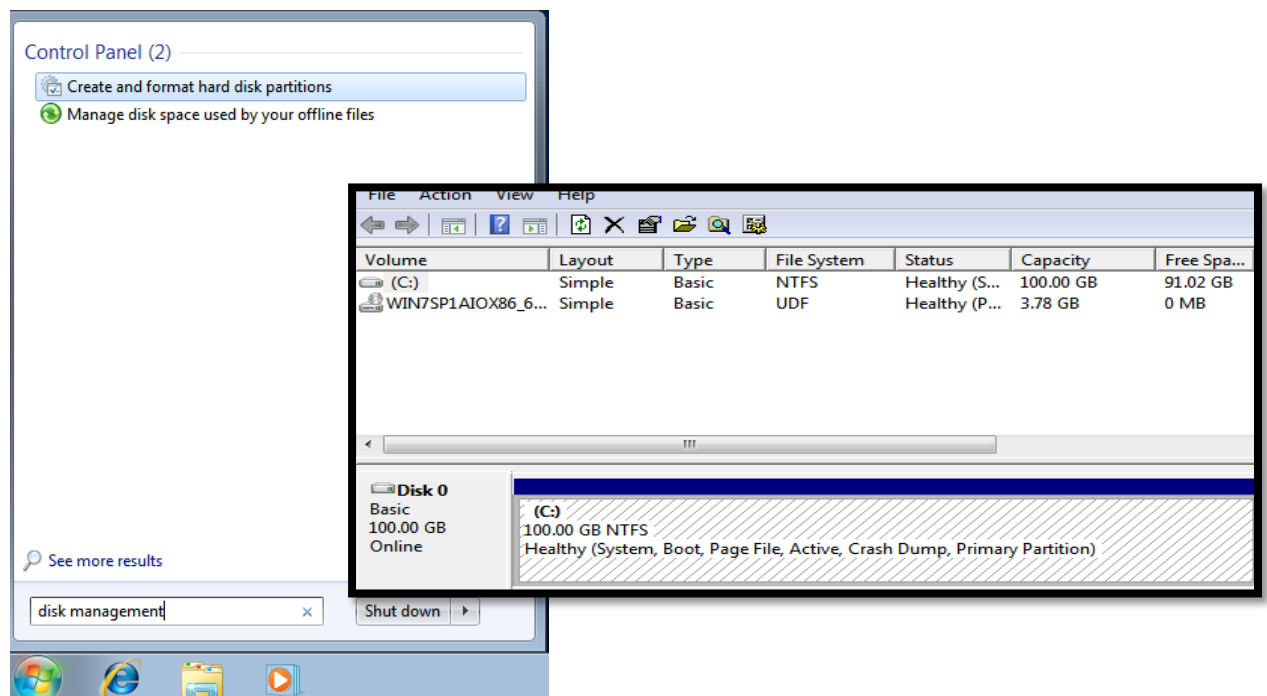 Control Panel (2)
Create and format hard disk partitions
Manage disk space used by your offline files
See more results
disk management
Shut down
File Action View Help
Volume Layout Type File System Status Capacity Free Spa...
(C:) Simple Basic NTFS Healthy (S... 100.00 GB 91.02 GB
WIN7SP1AIOX86_6... Simple Basic UDF Healthy (P... 3.78 GB 0 MB
Disk 0
Basic
100.00 GB
Online
(C:)
100.00 GB NTFS
Healthy (System, Boot, Page File, Active, Crash Dump, Primary Partition)